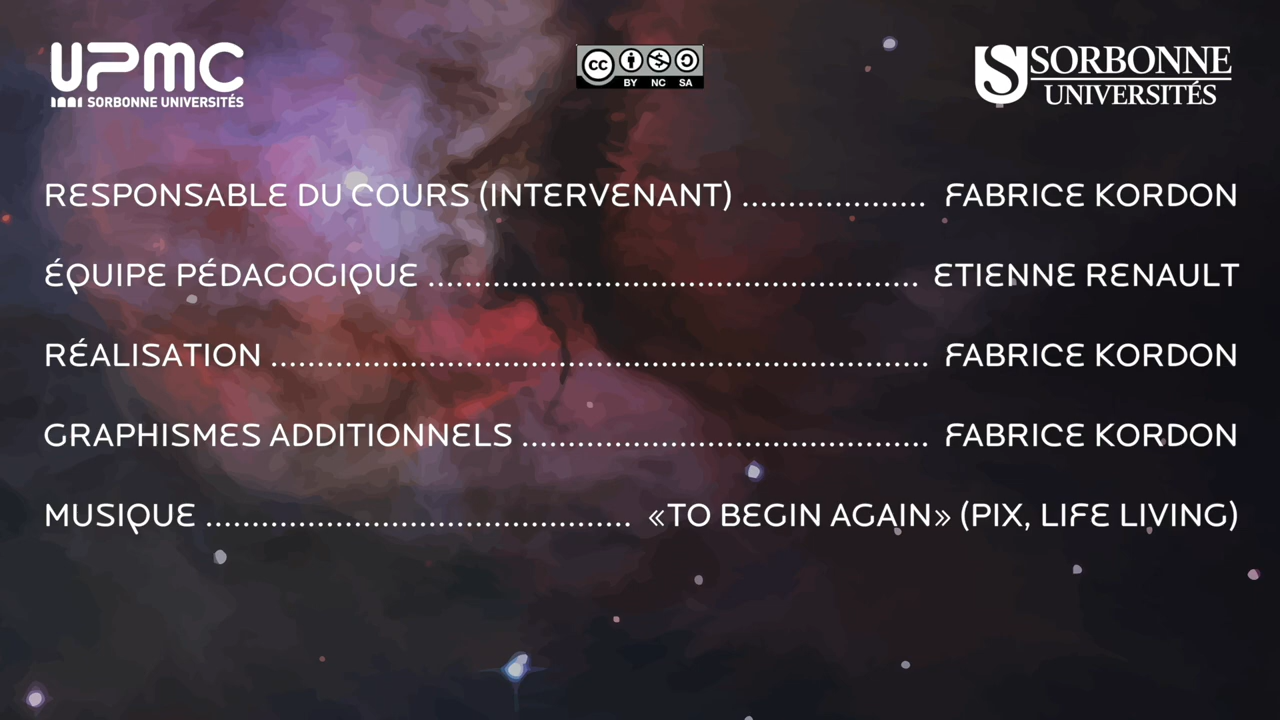 UPMC
SORBONNE UNIVERSITÉS
cc
BY NC SA
SORBONNE
UNIVERSITÉS
RESPONSABLE DU COURS (INTERVENANT) .................... FABRICE KORDON
ÉQUIPE PÉDAGOGIQUE ..................................................... ETIENNE RENAULT
RÉALISATION ....................................................................... FABRICE KORDON
GRAPHISMES ADDITIONNELS ............................................ FABRICE KORDON
MUSIQUE .............................................. «TO BEGIN AGAIN» (PIX, LIFE LIVING)